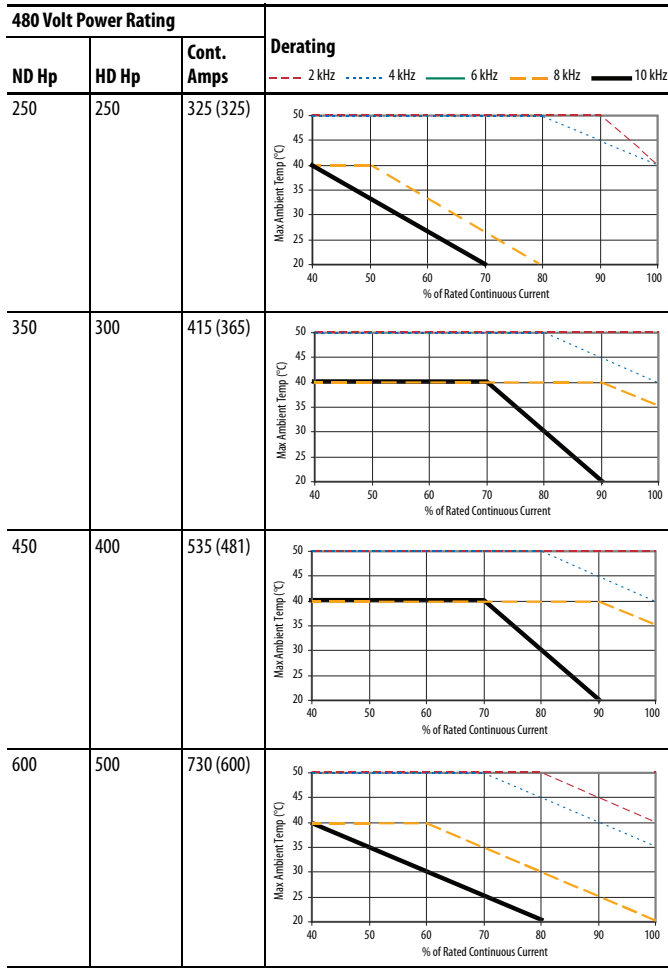 480 Volt Power Rating
Derating
ND Hp
HD Hp
Cont. Amps
2 kHz 4 kHz 6 kHz 8 kHz 10 kHz
250 250 325 (325)
Max Ambient Temp (°C)
50
45
40
35
30
25
20
40 50 60 70 80 90 100
% of Rated Continuous Current
350 300 415 (365)
Max Ambient Temp (°C)
50
45
40
35
30
25
20
40 50 60 70 80 90 100
% of Rated Continuous Current
450 400 535 (481)
Max Ambient Temp (°C)
50
45
40
35
30
25
20
40 50 60 70 80 90 100
% of Rated Continuous Current
600 500 730 (600)
Max Ambient Temp (°C)
50
45
40
35
30
25
20
40 50 60 70 80 90 100
% of Rated Continuous Current